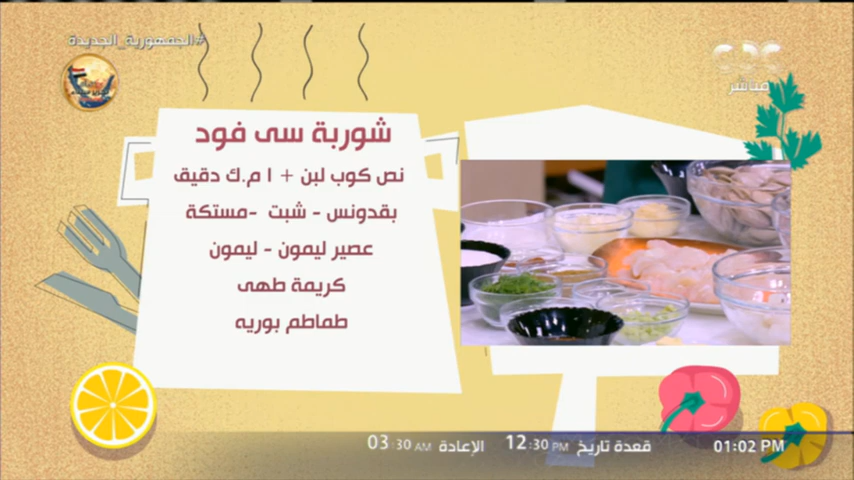 #الجمهورية_الجديدة
cbc
مباشر
شوربة سى فود
نص كوب لبن + ١ م.ك دقيق
بقدونس - شبت -مستكة
عصير ليمون - ليمون
كريمة طهى
طماطم بوريه
01:02 PM قعدة تاريخ 12:30 PM الإعادة 03:30 AM